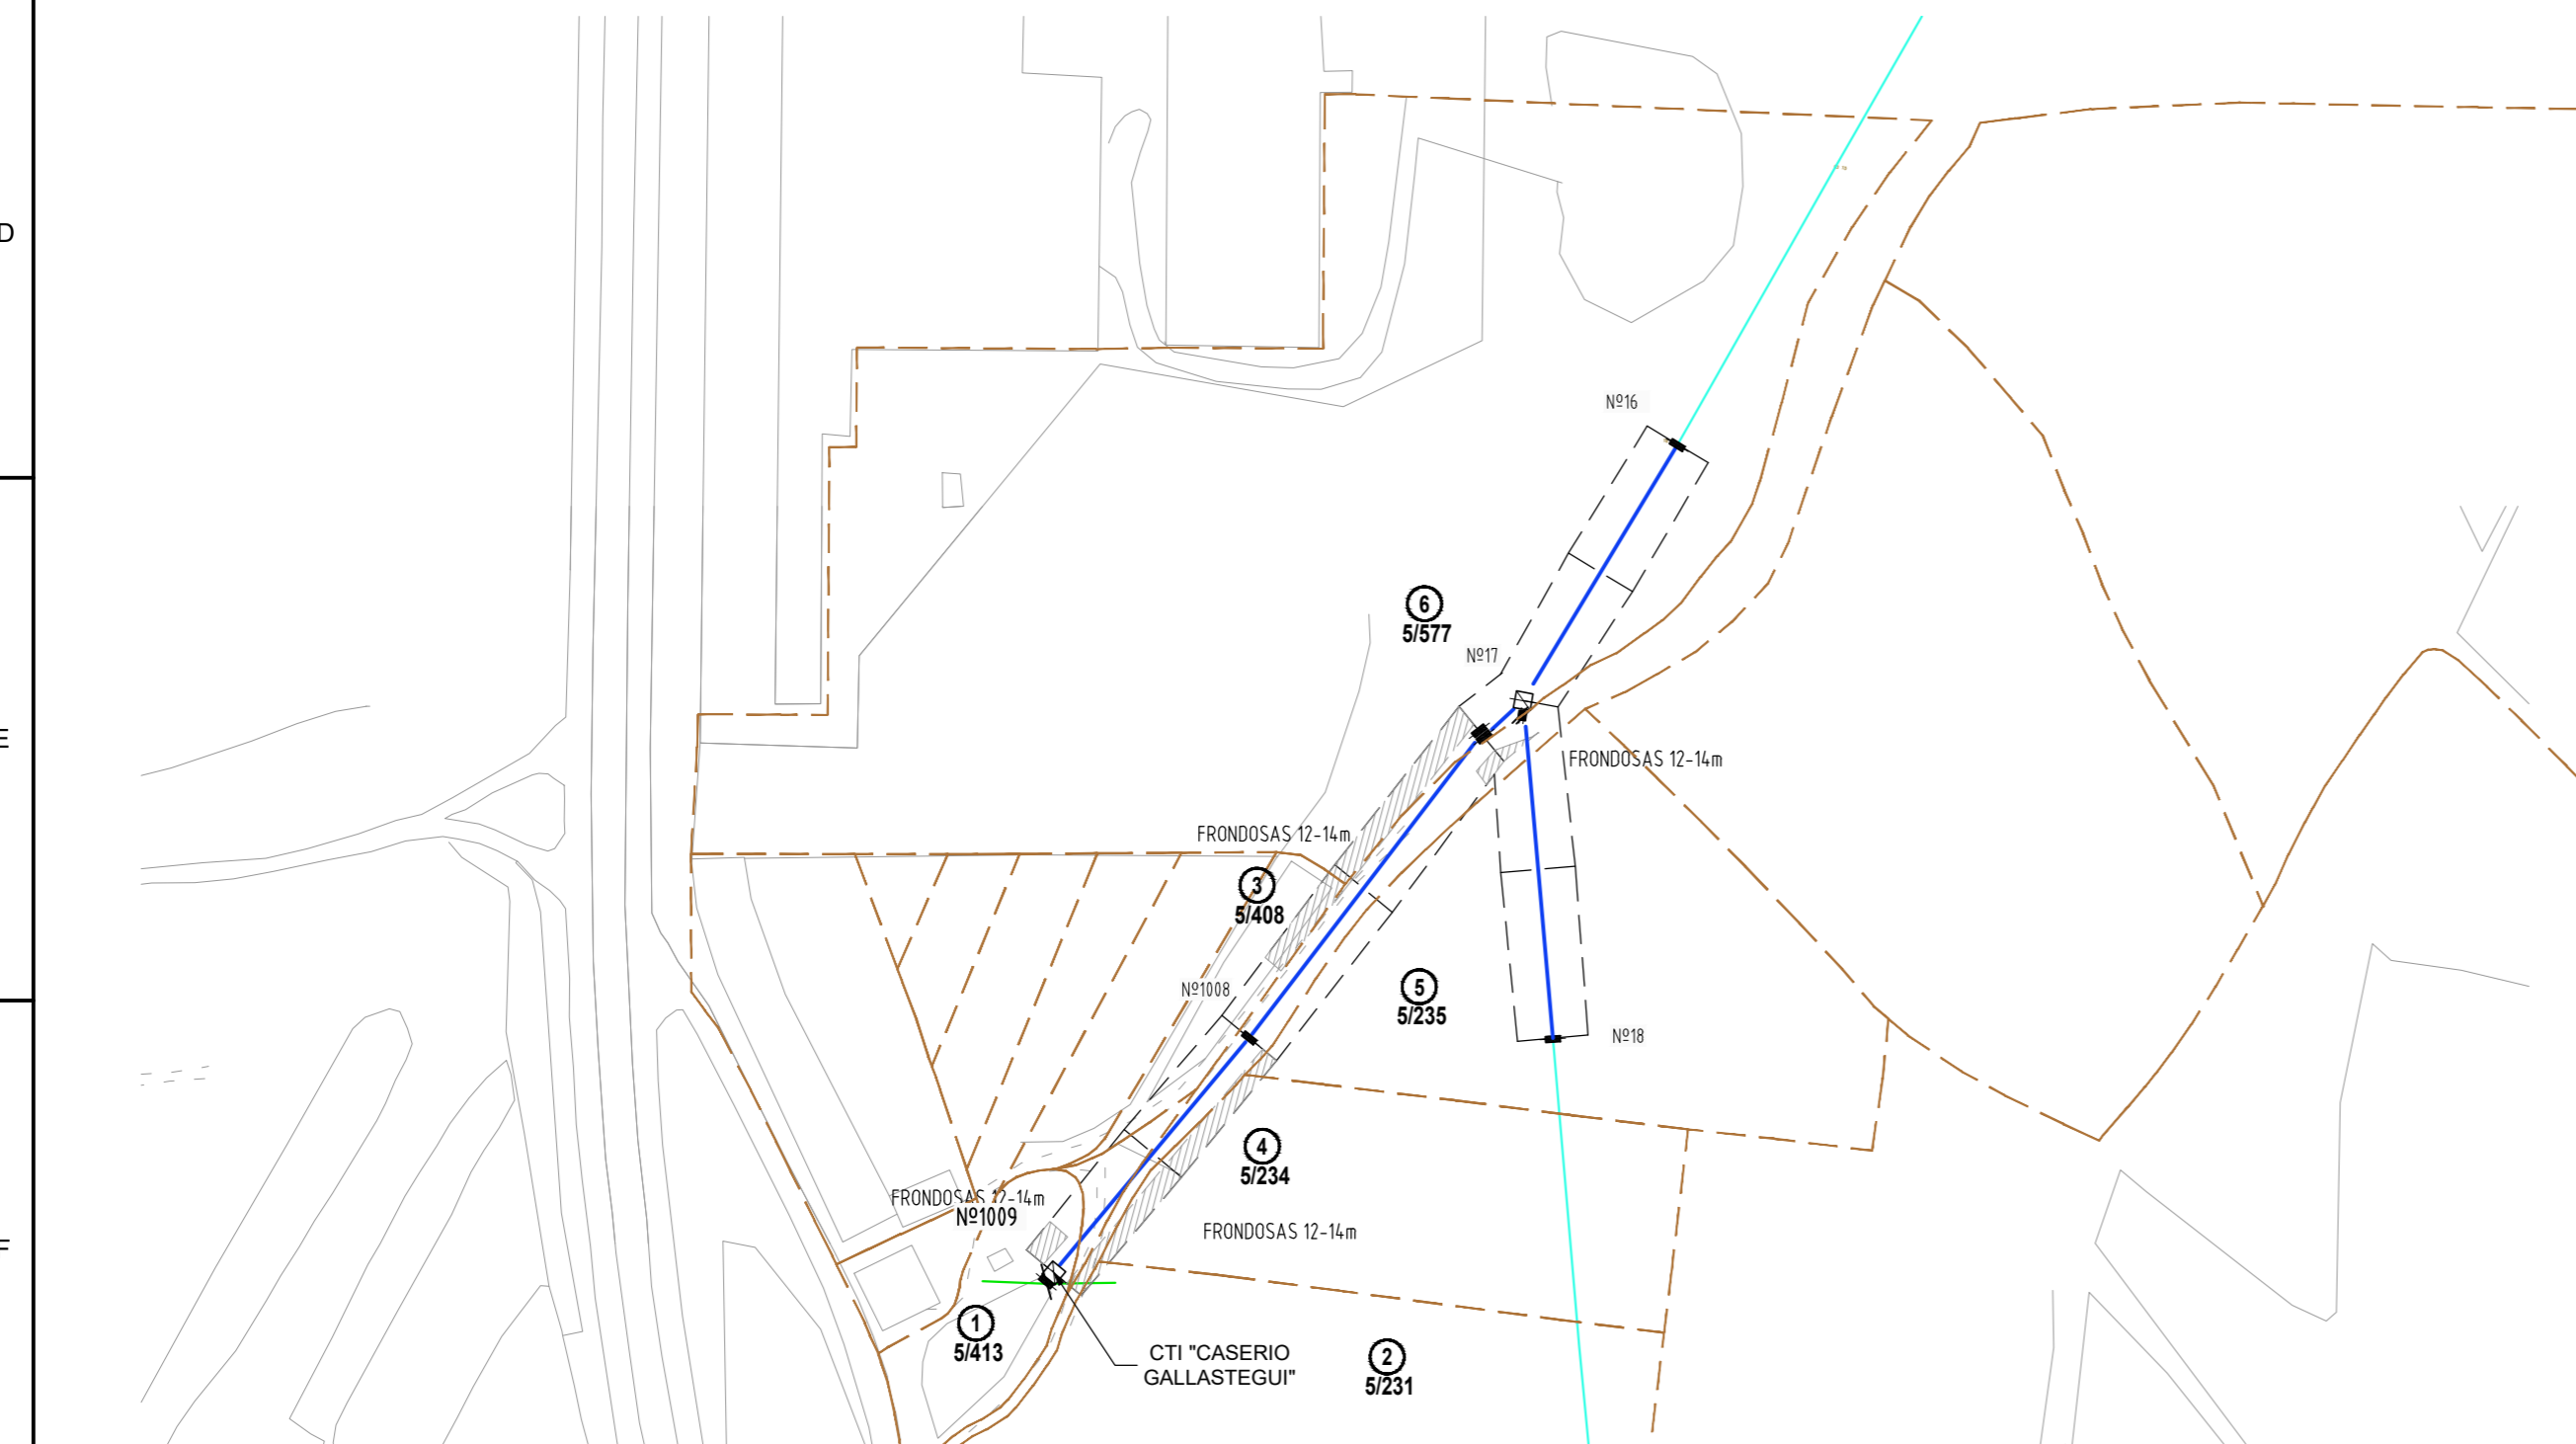 D
Nº16
6
5/577
Nº17
E
FRONDOSAS 12-14m
FRONDOSAS 12-14m
3
5/408
Nº1008
5
5/235
Nº18
4
5/234
FRONDOSAS 12-14m
Nº1009
FRONDOSAS 12-14m
F
1
5/413
CTI "CASERIO
GALLASTEGUI"
2
5/231